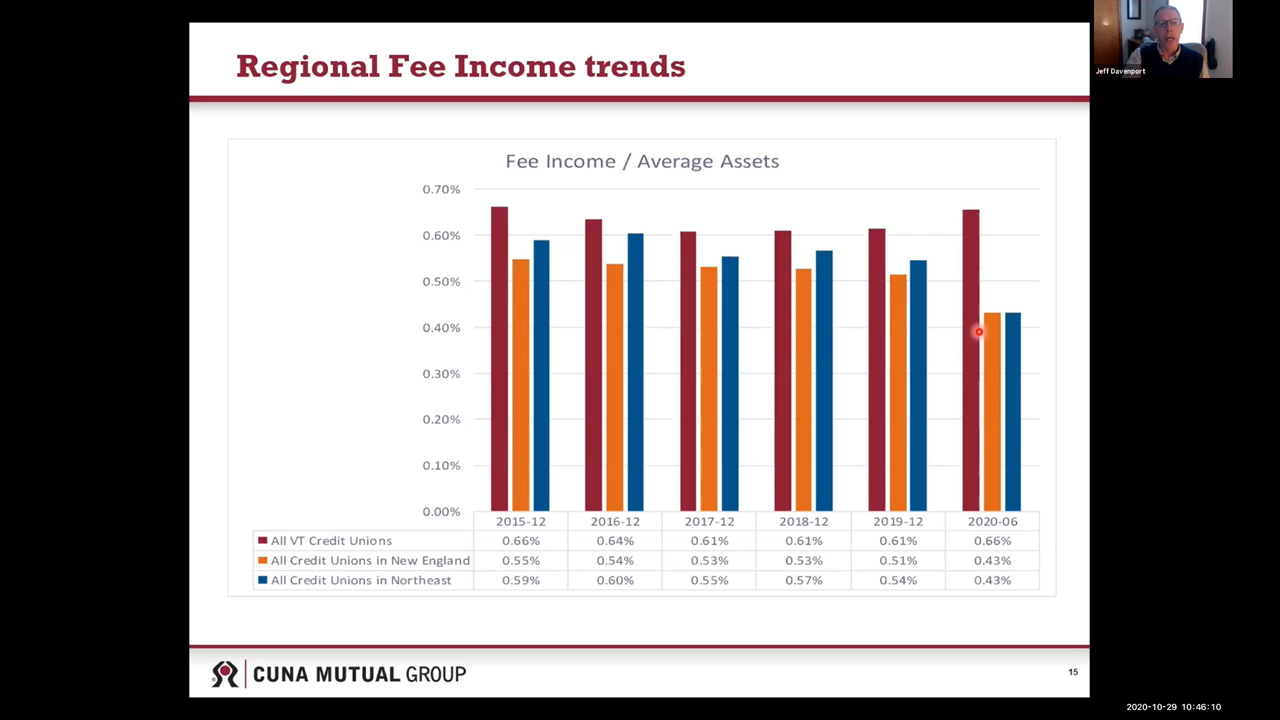 Regional Fee Income trends
Jeff Davenport
Fee Income / Average Assets
0.70%
0.60%
0.50%
0.40%
0.30%
0.20%
0.10%
0.00%
2015-12 2016-12 2017-12 2018-12 2019-12 2020-06
All VT Credit Unions 0.66% 0.64% 0.61% 0.61% 0.61% 0.66%
All Credit Unions in New England 0.55% 0.54% 0.53% 0.53% 0.51% 0.43%
All Credit Unions in Northeast 0.59% 0.60% 0.55% 0.57% 0.54% 0.43%
CUNA MUTUAL GROUP
15
2020-10-29 10:46:10